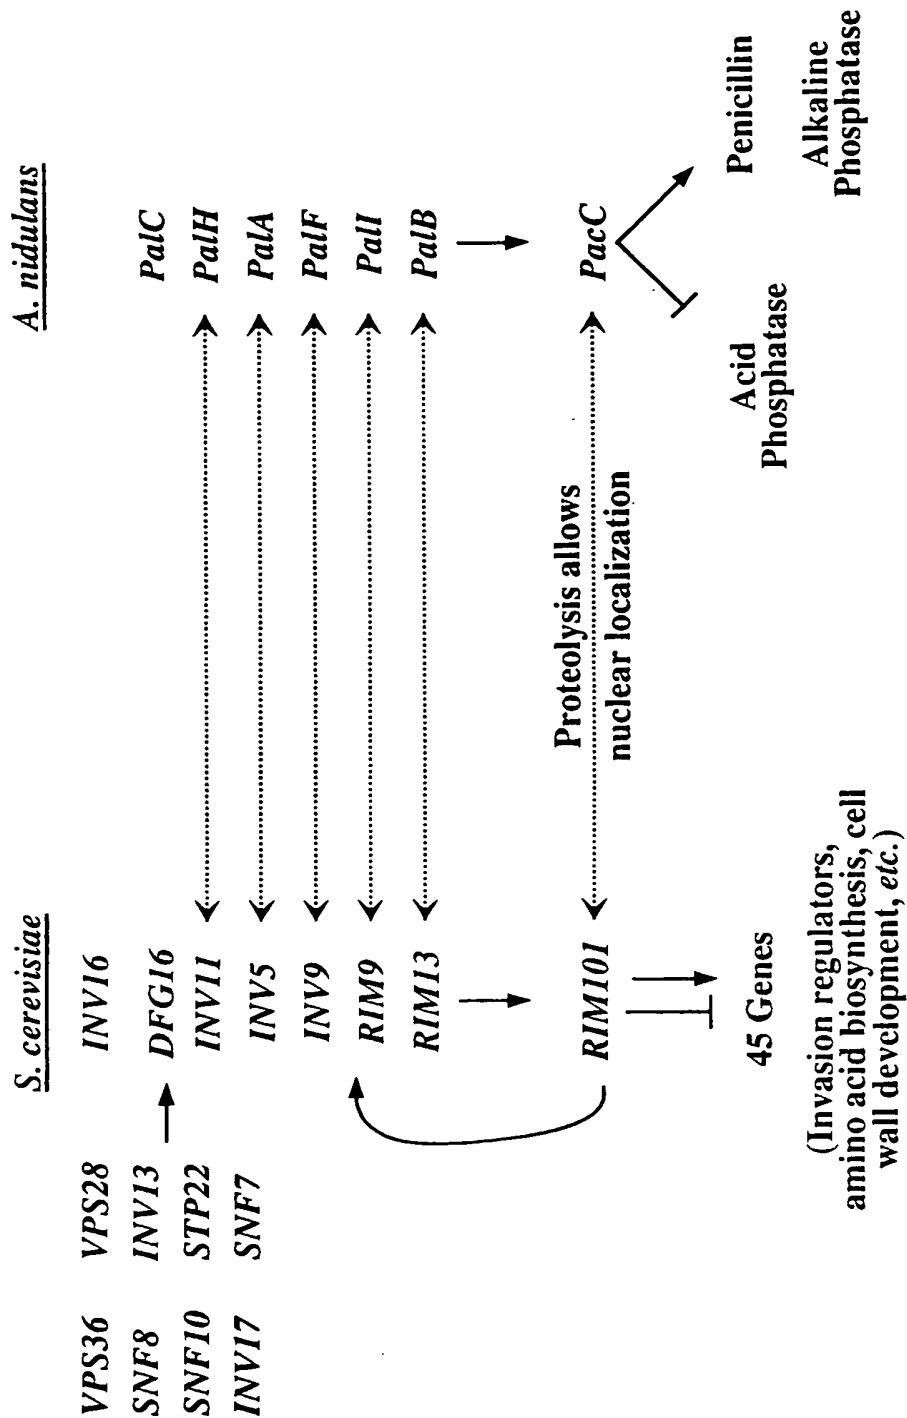 S. cerevisiae
A. nidulans
VPS36 VPS28 INV16
SNF8 INV13 DFG16 PalC
SNF10 STP22 INV11 PalH
INV17 SNF7 INV5 PalA
INV9 PalF
RIM9 PalI
RIM13 PalB
Proteolysis allows
RIM101 PacC
nuclear localization
45 Genes
Acid
Phosphatase
Penicillin
(Invasion regulators,
amino acid biosynthesis, cell
wall development, etc.)
Alkaline
Phosphatase